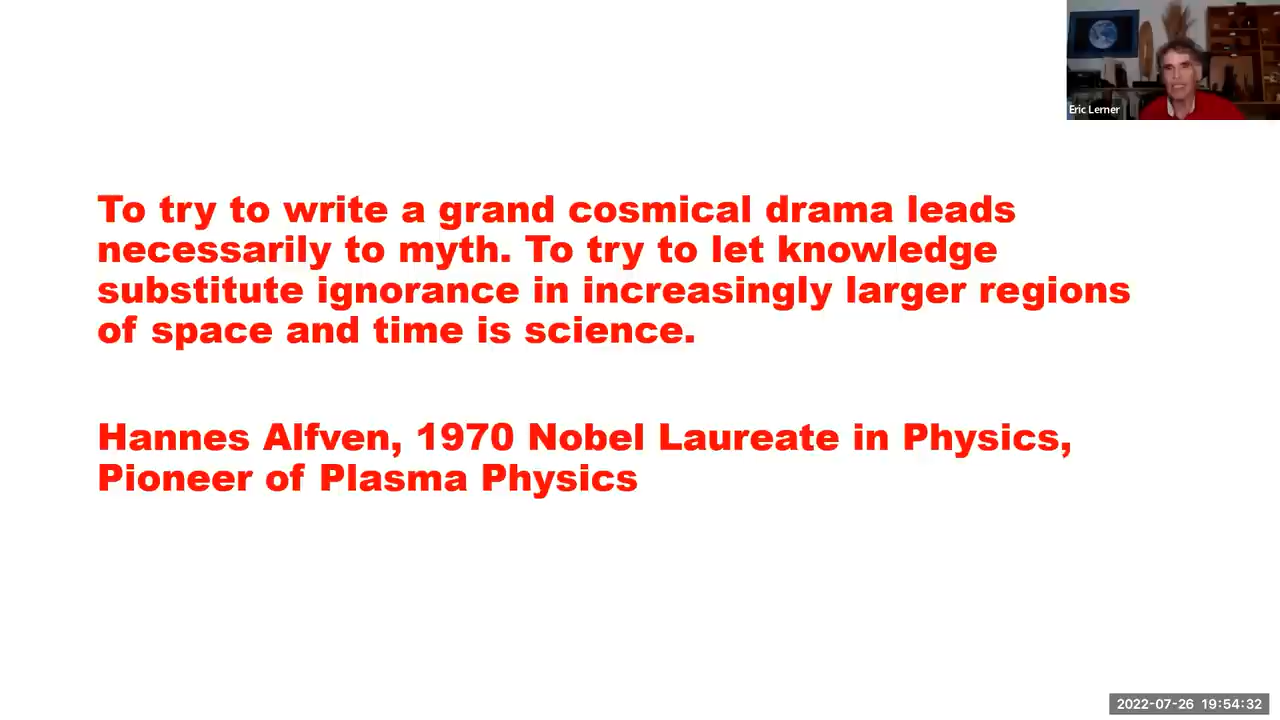 Eric Lerner
To try to write a grand cosmical drama leads
necessarily to myth. To try to let knowledge
substitute ignorance in increasingly larger regions
of space and time is science.
Hannes Alfven, 1970 Nobel Laureate in Physics,
Pioneer of Plasma Physics
2022-07-26 19:54:32